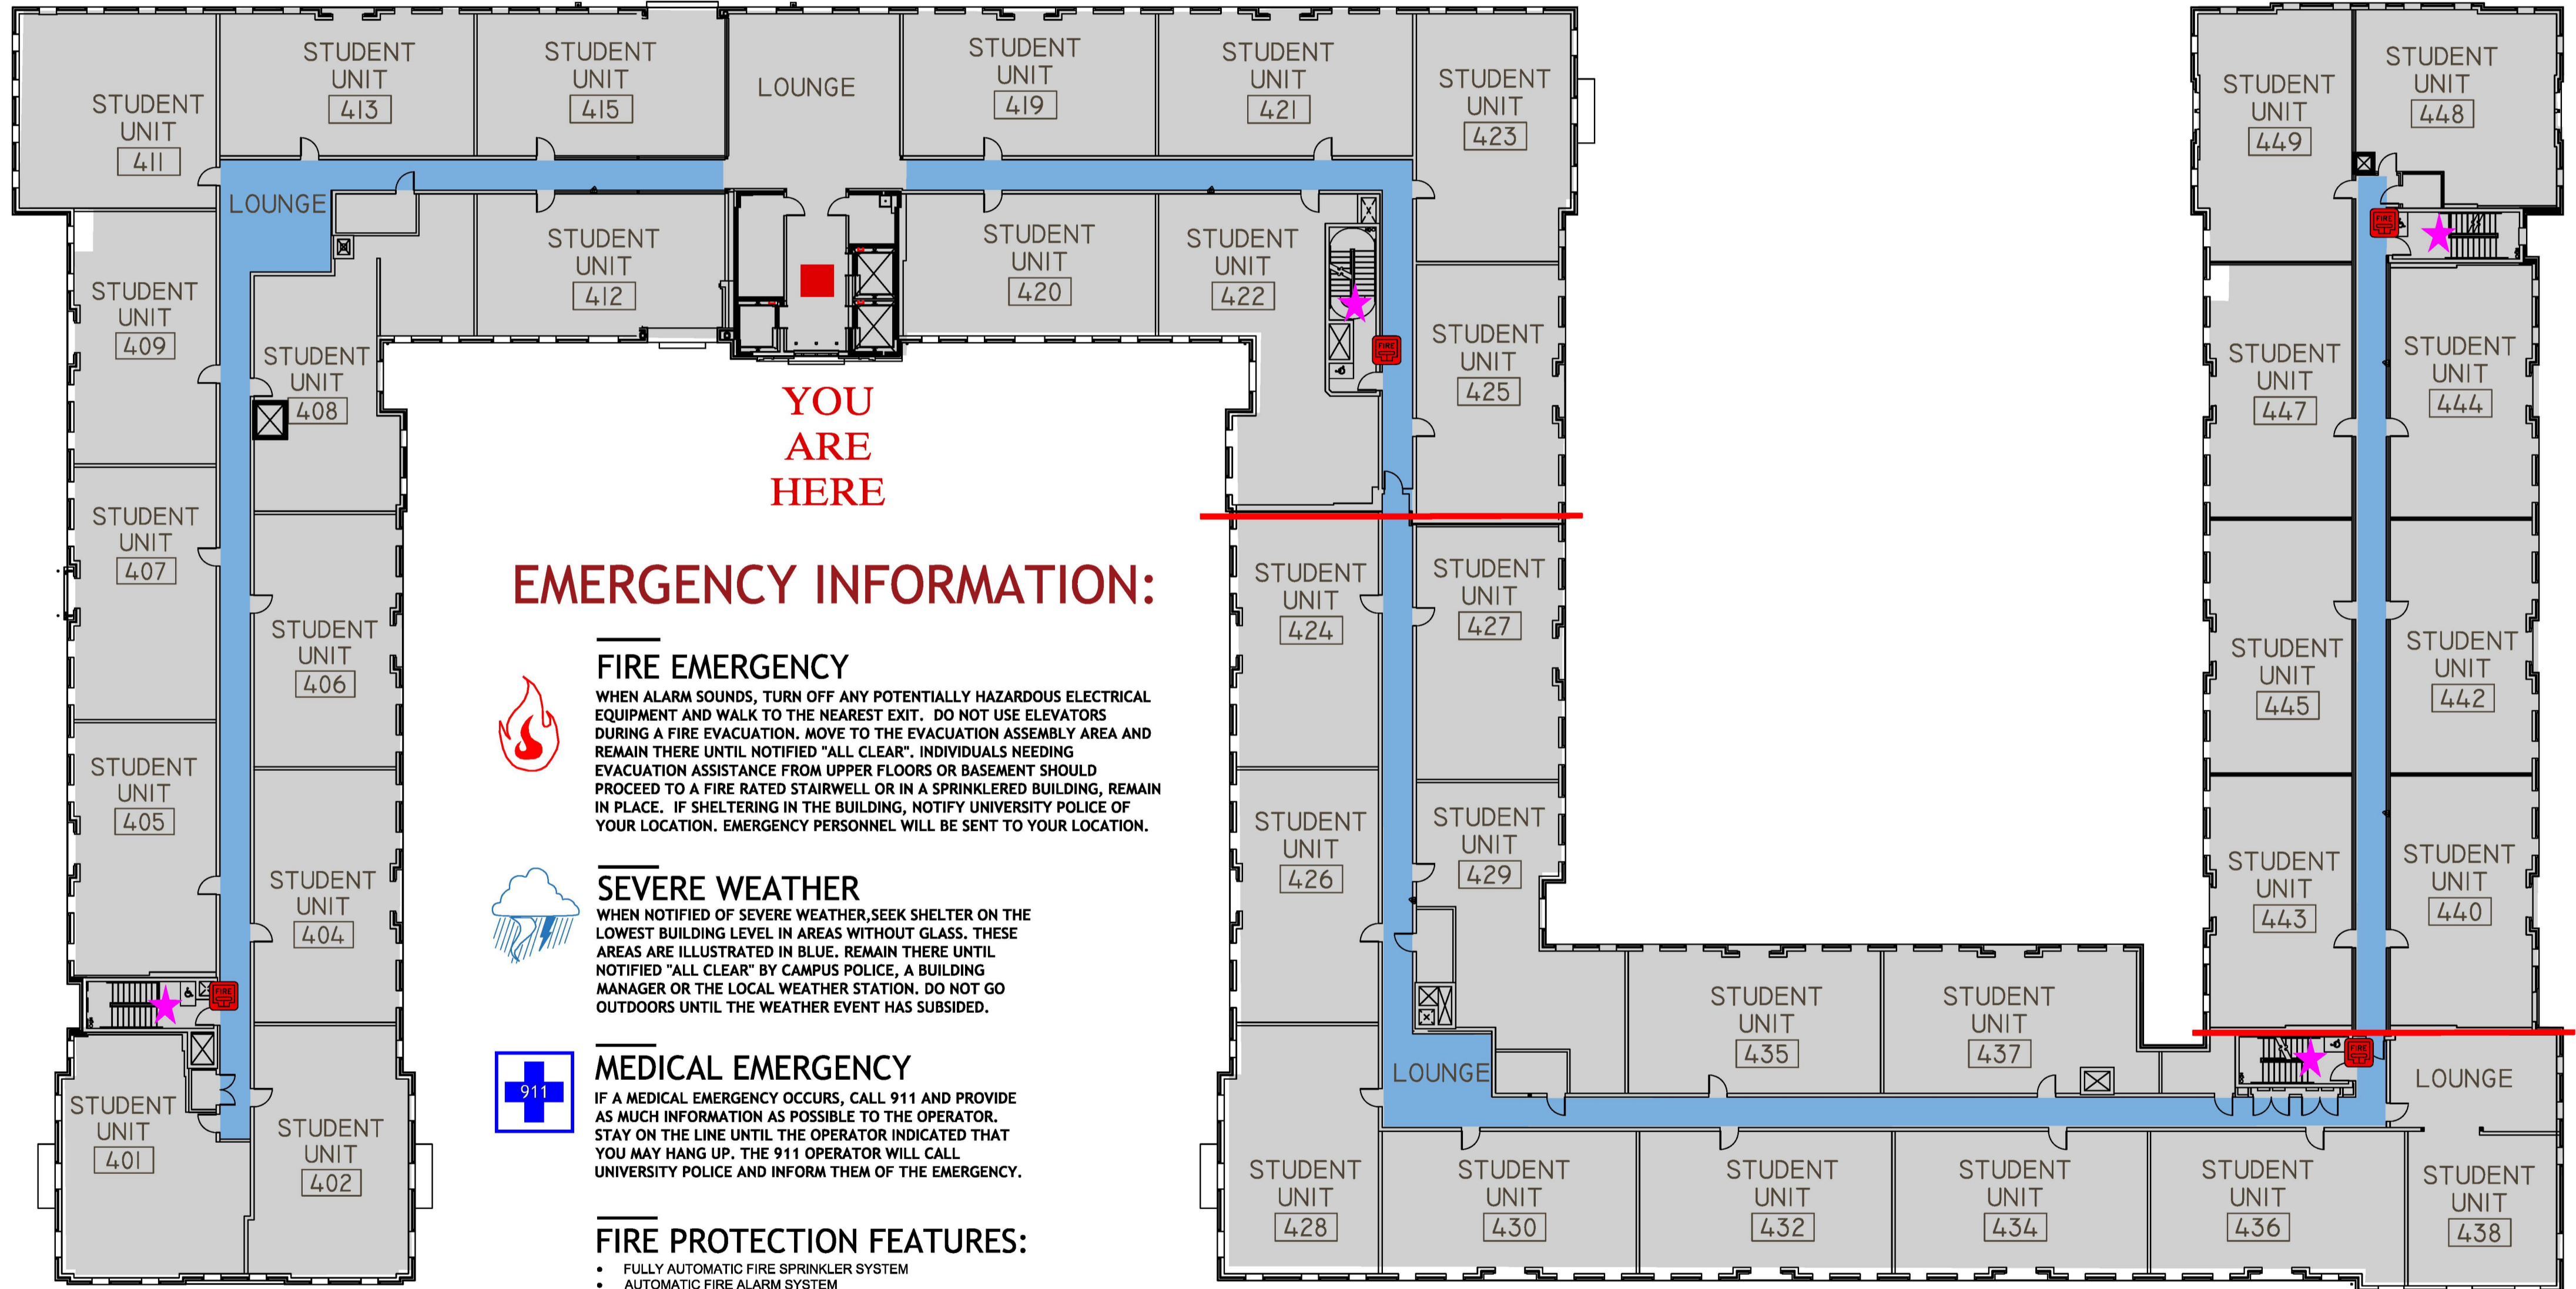 STUDENT
UNIT
411
STUDENT
UNIT
413
STUDENT
UNIT
415
LOUNGE
STUDENT
UNIT
419
STUDENT
UNIT
421
STUDENT
UNIT
423
STUDENT
UNIT
449
STUDENT
UNIT
448
LOUNGE
STUDENT
UNIT
409
STUDENT
UNIT
408
STUDENT
UNIT
412
STUDENT
UNIT
420
STUDENT
UNIT
422
FIRE
STUDENT
UNIT
425
FIRE
STUDENT
UNIT
447
STUDENT
UNIT
444
YOU
ARE
HERE
STUDENT
UNIT
407
STUDENT
UNIT
406
STUDENT
UNIT
405
STUDENT
UNIT
404
FIRE
STUDENT
UNIT
401
STUDENT
UNIT
402
EMERGENCY INFORMATION:
FIRE EMERGENCY
WHEN ALARM SOUNDS, TURN OFF ANY POTENTIALLY HAZARDOUS ELECTRICAL
EQUIPMENT AND WALK TO THE NEAREST EXIT. DO NOT USE ELEVATORS
DURING A FIRE EVACUATION. MOVE TO THE EVACUATION ASSEMBLY AREA AND
REMAIN THERE UNTIL NOTIFIED "ALL CLEAR". INDIVIDUALS NEEDING
EVACUATION ASSISTANCE FROM UPPER FLOORS OR BASEMENT SHOULD
PROCEED TO A FIRE RATED STAIRWELL OR IN A SPRINKLERED BUILDING, REMAIN
IN PLACE. IF SHELTERING IN THE BUILDING, NOTIFY UNIVERSITY POLICE OF
YOUR LOCATION. EMERGENCY PERSONNEL WILL BE SENT TO YOUR LOCATION.
SEVERE WEATHER
WHEN NOTIFIED OF SEVERE WEATHER,SEEK SHELTER ON THE
LOWEST BUILDING LEVEL IN AREAS WITHOUT GLASS. THESE
AREAS ARE ILLUSTRATED IN BLUE. REMAIN THERE UNTIL
NOTIFIED "ALL CLEAR" BY CAMPUS POLICE, A BUILDING
MANAGER OR THE LOCAL WEATHER STATION. DO NOT GO
OUTDOORS UNTIL THE WEATHER EVENT HAS SUBSIDED.
911
MEDICAL EMERGENCY
IF A MEDICAL EMERGENCY OCCURS, CALL 911 AND PROVIDE
AS MUCH INFORMATION AS POSSIBLE TO THE OPERATOR.
STAY ON THE LINE UNTIL THE OPERATOR INDICATED THAT
YOU MAY HANG UP. THE 911 OPERATOR WILL CALL
UNIVERSITY POLICE AND INFORM THEM OF THE EMERGENCY.
FIRE PROTECTION FEATURES:
• FULLY AUTOMATIC FIRE SPRINKLER SYSTEM
• AUTOMATIC FIRE ALARM SYSTEM
STUDENT
UNIT
424
STUDENT
UNIT
427
STUDENT
UNIT
426
STUDENT
UNIT
429
STUDENT
UNIT
445
STUDENT
UNIT
442
STUDENT
UNIT
443
STUDENT
UNIT
440
STUDENT
UNIT
435
STUDENT
UNIT
437
FIRE
LOUNGE
LOUNGE
STUDENT
UNIT
428
STUDENT
UNIT
430
STUDENT
UNIT
432
STUDENT
UNIT
434
STUDENT
UNIT
436
STUDENT
UNIT
438